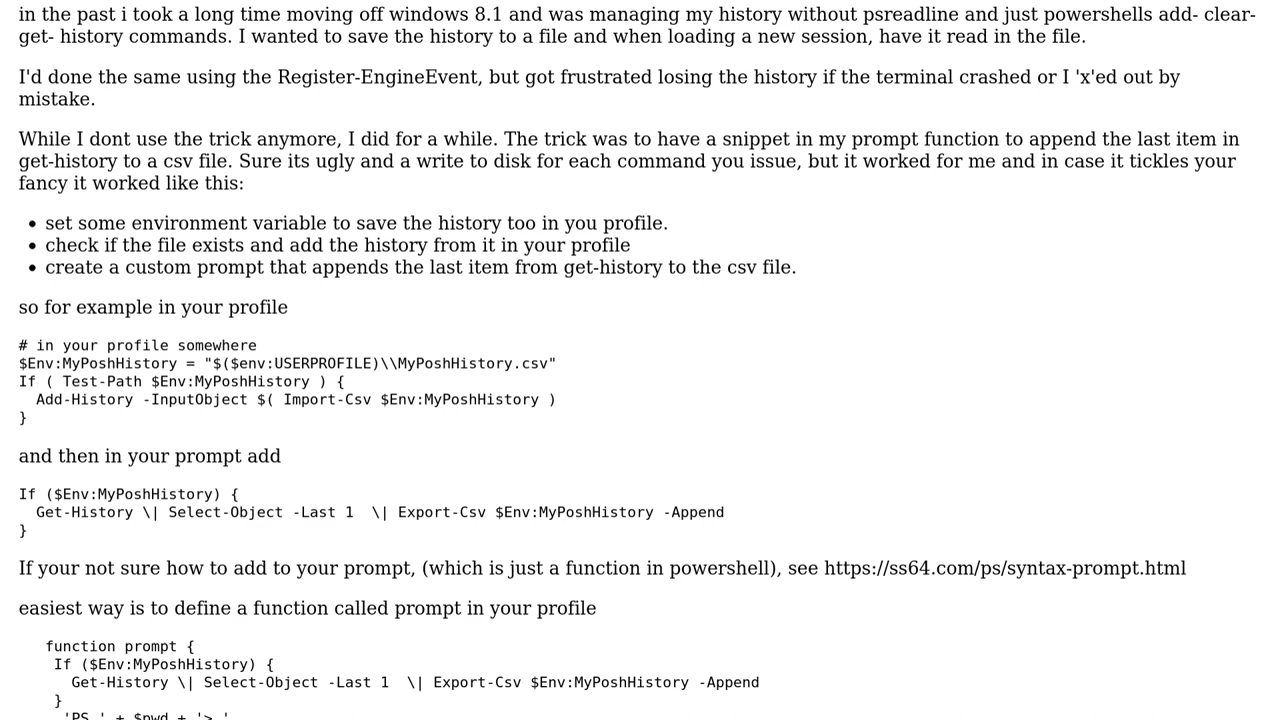 in the past i took a long time moving off windows 8.1 and was managing my history without psreadline and just powershells add- clear-
get- history commands. I wanted to save the history to a file and when loading a new session, have it read in the file.
I'd done the same using the Register-EngineEvent, but got frustrated losing the history if the terminal crashed or I 'x'ed out by
mistake.
While I dont use the trick anymore, I did for a while. The trick was to have a snippet in my prompt function to append the last item in
get-history to a csv file. Sure its ugly and a write to disk for each command you issue, but it worked for me and in case it tickles your
fancy it worked like this:
• set some environment variable to save the history too in you profile.
• check if the file exists and add the history from it in your profile
• create a custom prompt that appends the last item from get-history to the csv file.
so for example in your profile
# in your profile somewhere
$Env:MyPoshHistory = "$($env:USERPROFILE)\\MyPoshHistory.csv"
If ( Test-Path $Env:MyPoshHistory ) {
  Add-History -InputObject $( Import-Csv $Env:MyPoshHistory )
}
and then in your prompt add
If ($Env:MyPoshHistory) {
  Get-History \| Select-Object -Last 1  \| Export-Csv $Env:MyPoshHistory -Append
}
If your not sure how to add to your prompt, (which is just a function in powershell), see https://ss64.com/ps/syntax-prompt.html
easiest way is to define a function called prompt in your profile
   function prompt {
    If ($Env:MyPoshHistory) {
      Get-History \| Select-Object -Last 1  \| Export-Csv $Env:MyPoshHistory -Append
    }
     'PS ' + $pwd + '> '